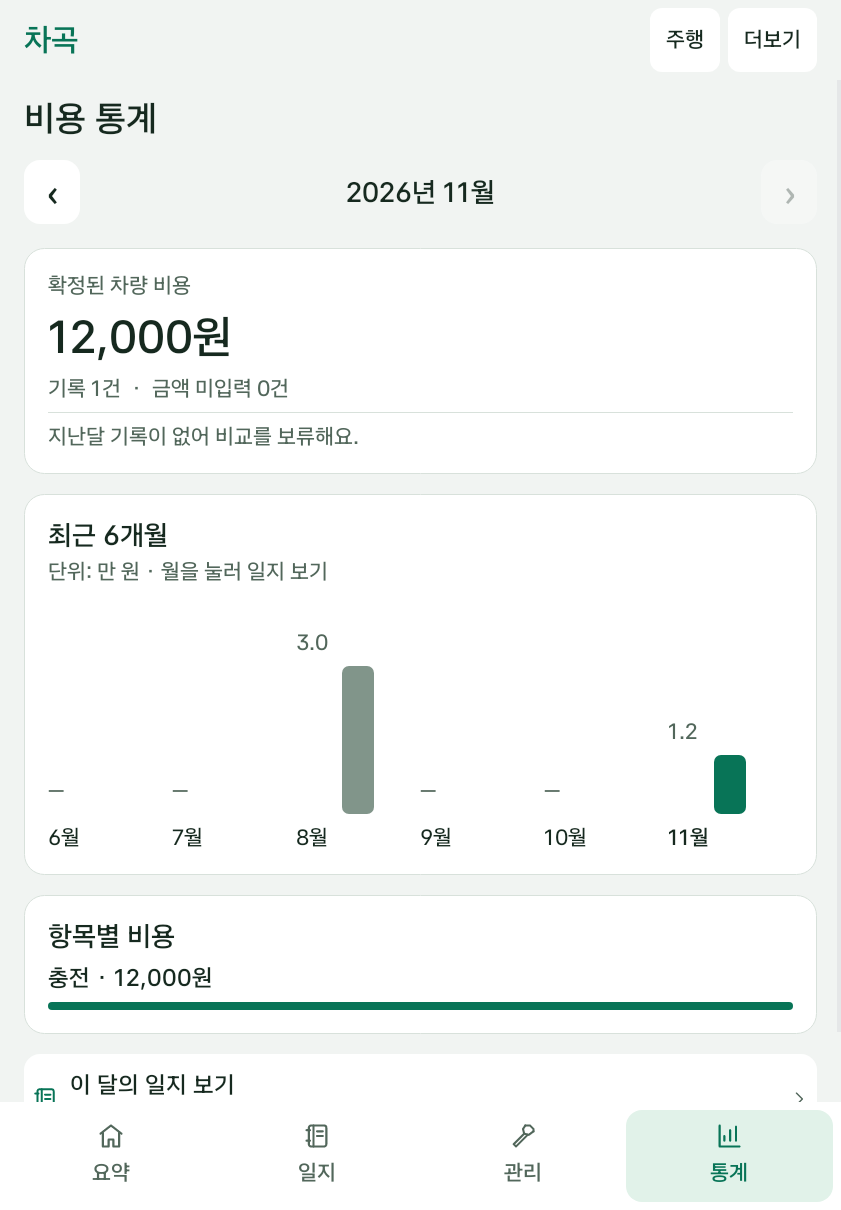 차곡
주행 더보기
비용 통계
‹ 2026년 11월 ›
확정된 차량 비용
12,000원
기록 1건 · 금액 미입력 0건
지난달 기록이 없어 비교를 보류해요.
최근 6개월
단위: 만 원 · 월을 눌러 일지 보기
3.0
1.2
– – – –
6월 7월 8월 9월 10월 11월
항목별 비용
충전 · 12,000원
이 달의 일지 보기
요약 일지 관리 통계